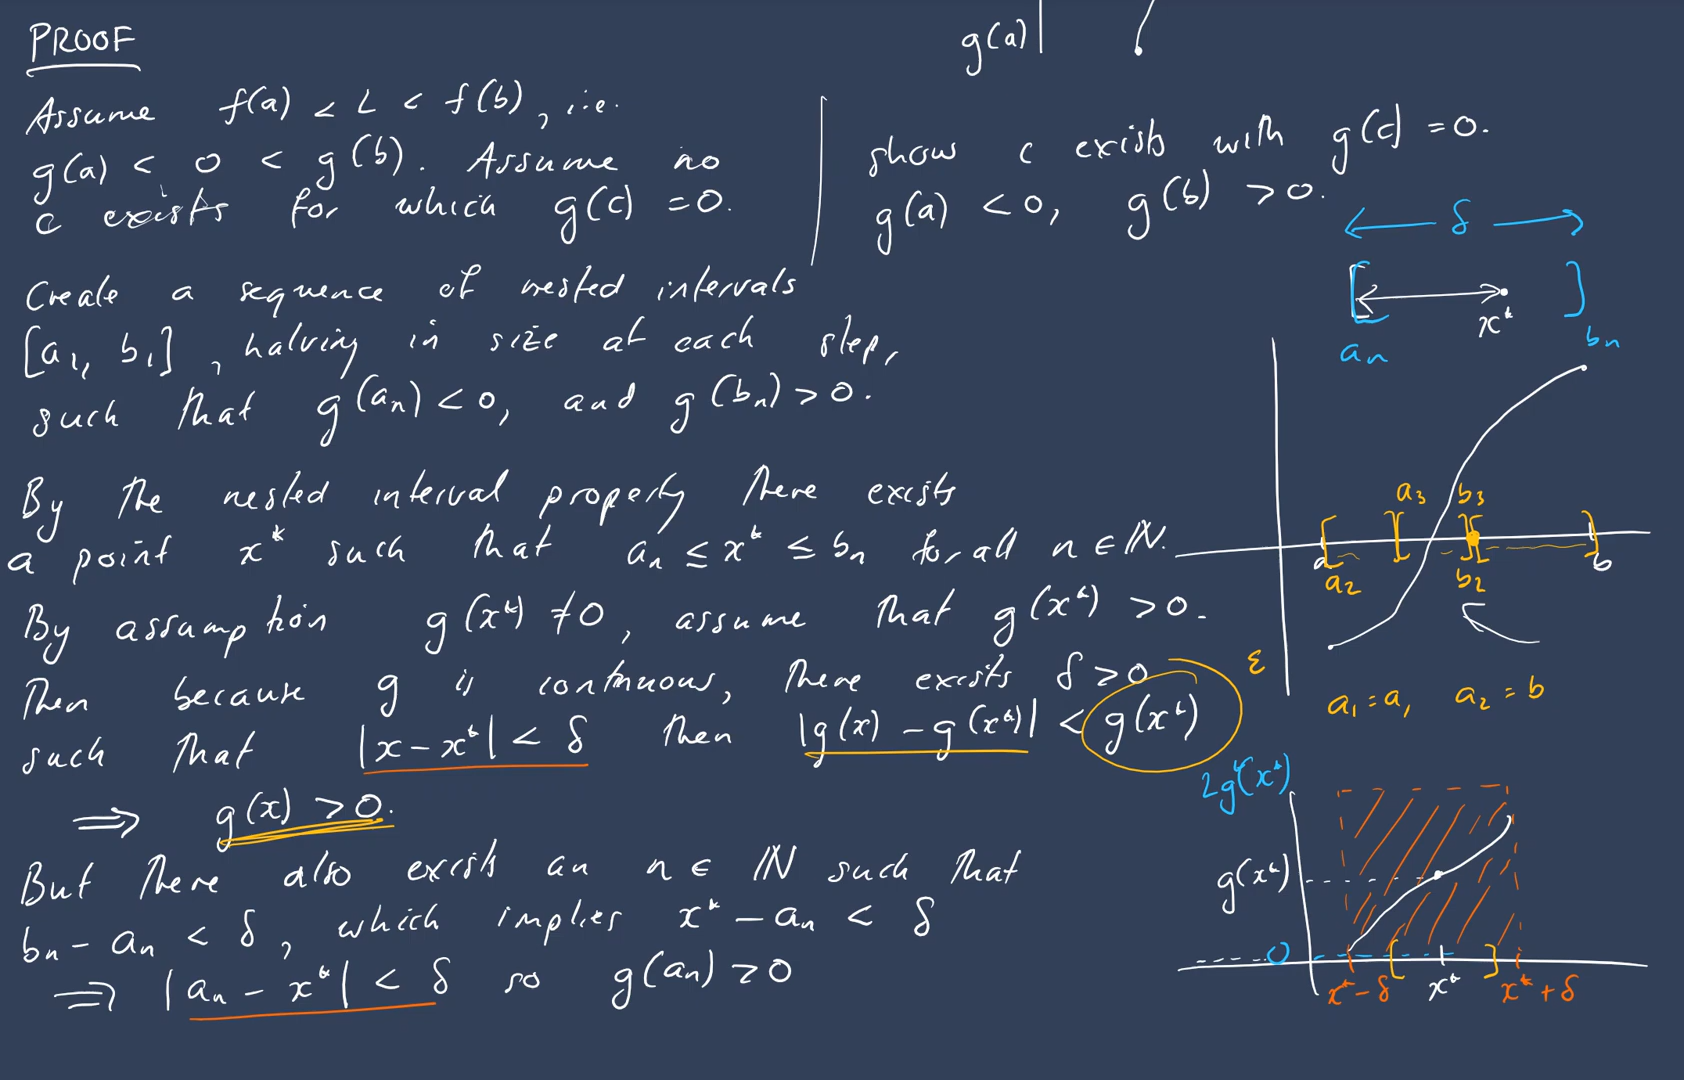 PROOF
g(a)
Assume f(a) < L < f(b), i.e.
g(a) < 0 < g(b). Assume no
c exists for which g(c) = 0.
show c exists with g(c) = 0.
g(a) < 0, g(b) > 0.
Create a sequence of nested intervals
[a₁, b₁], halving in size at each step,
such that g(aₙ) < 0, and g(bₙ) > 0.
By the nested interval property there exists
a point x* such that aₙ ≤ x* ≤ bₙ for all n ∈ ℕ.
By assumption g(x*) ≠ 0, assume that g(x*) > 0.
Then because g is continuous, there exists δ > 0
such that |x - x*| < δ then |g(x) - g(x*)| < g(x*)
⟹ g(x) > 0.
But there also exists an n ∈ ℕ such that
bₙ - aₙ < δ, which implies x* - aₙ < δ
⟹ |aₙ - x*| < δ so g(aₙ) > 0
δ
x*
aₙ bₙ
a₃ b₃
a b
a₂ b₂
ε
a₁ = a, a₂ = b
2g(x*)
g(x*)
0
x* - δ x* x* + δ